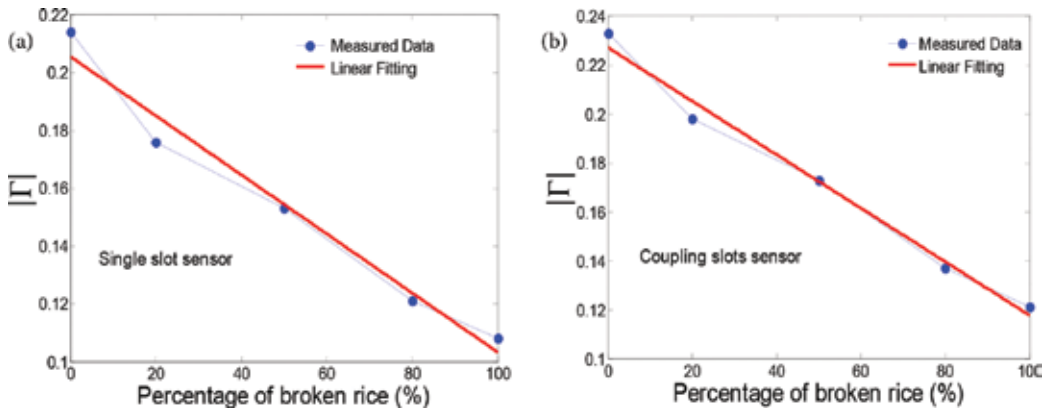 (a)
0.22
0.2
0.18
0.16
0.14
0.12
0.1
|Γ|
Measured Data
Linear Fitting
Single slot sensor
0 20 40 60 80 100
Percentage of broken rice (%)
(b)
0.24
0.22
0.2
0.18
0.16
0.14
0.12
0.1
|Γ|
Measured Data
Linear Fitting
Coupling slots sensor
0 20 40 60 80 100
Percentage of broken rice (%)